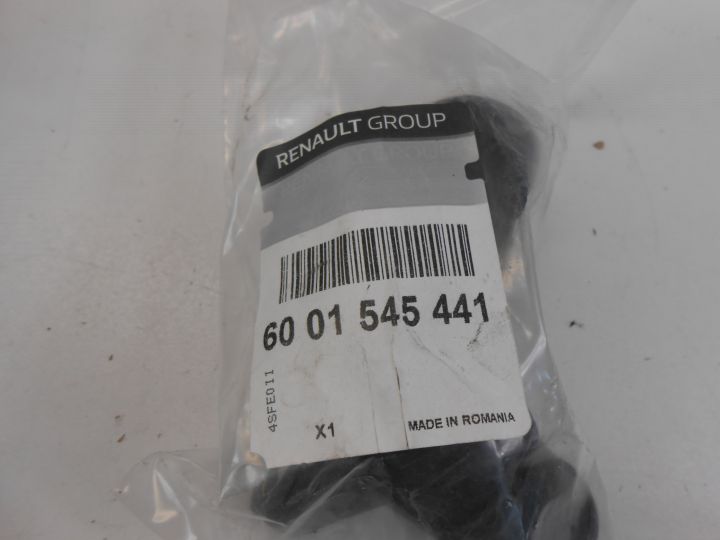 RENAULT GROUP
60 01 545 441
4SFE011
X1
MADE IN ROMANIA